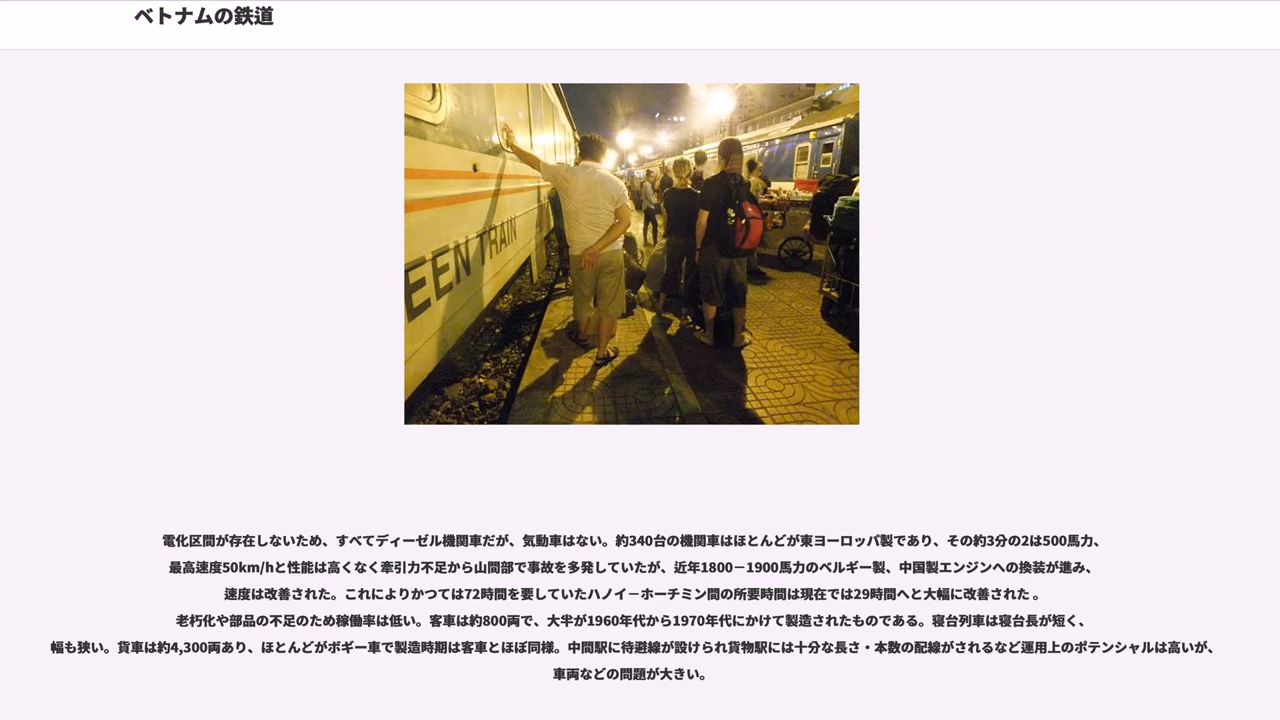 ベトナムの鉄道
EEN TRAIN
電化区間が存在しないため、すべてディーゼル機関車だが、気動車はない。約340台の機関車はほとんどが東ヨーロッパ製であり、その約3分の2は500馬力、
最高速度50km/hと性能は高くなく牽引力不足から山間部で事故を多発していたが、近年1800－1900馬力のベルギー製、中国製エンジンへの換装が進み、
速度は改善された。これによりかつては72時間を要していたハノイ－ホーチミン間の所要時間は現在では29時間へと大幅に改善された 。
老朽化や部品の不足のため稼働率は低い。客車は約800両で、大半が1960年代から1970年代にかけて製造されたものである。寝台列車は寝台長が短く、
幅も狭い。貨車は約4,300両あり、ほとんどがボギー車で製造時期は客車とほぼ同様。中間駅に待避線が設けられ貨物駅には十分な長さ・本数の配線がされるなど運用上のポテンシャルは高いが、
車両などの問題が大きい。